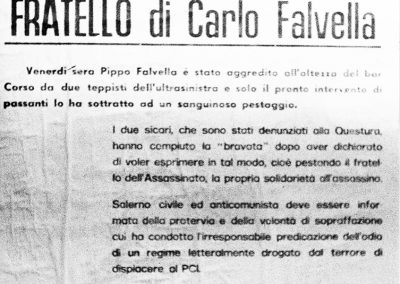 FRATELLO di Carlo Falvella
Venerdì sera Pippo Falvella è stato aggredito all'altezza del bar
Corso da due teppisti dell'ultrasinistra e solo il pronto intervento di
passanti lo ha sottratto ad un sanguinoso pestaggio.
I due sicari, che sono stati denunziati alla Questura,
hanno compiuto la "bravata" dopo aver dichiarato
di voler esprimere in tal modo, cioè pestando il fratel-
lo dell'Assassinato, la propria solidarietà all'assassino.
Salerno civile ed anticomunista deve essere infor-
mata della protervia e della volontà di sopraffazione
cui ha condotto l'irresponsabile predicazione dell'odio
di un regime letteralmente drogato dal terrore di
dispiacere al PCI.